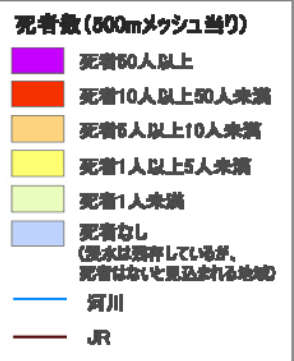 死者数(500mメッシュ当り)
死者50人以上
死者10人以上50人未満
死者5人以上10人未満
死者1人以上5人未満
死者1人未満
死者なし
(浸水は残存しているが、
死者はないと見込まれる地域)
河川
JR